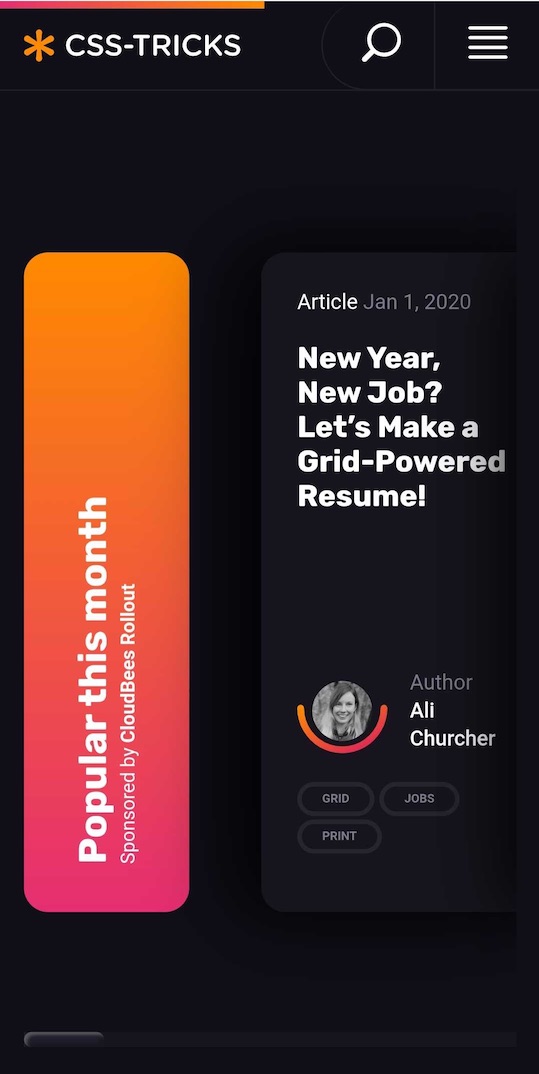 CSS-TRICKS
Popular this month
Sponsored by CloudBees Rollout
Article Jan 1, 2020
New Year,
New Job?
Let’s Make a
Grid-Powered
Resume!
Author
Ali
Churcher
GRID
JOBS
PRINT